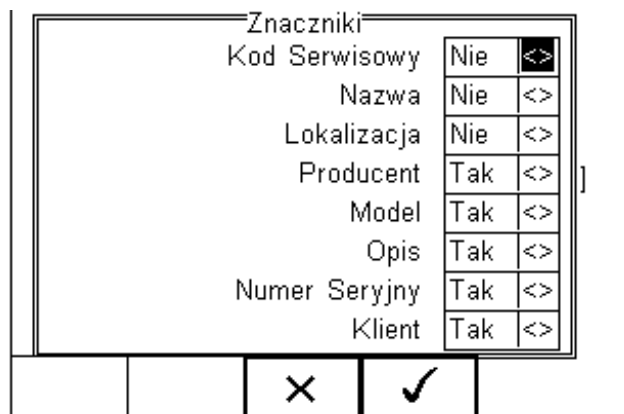 Znaczniki
Kod Serwisowy Nie <>
Nazwa Nie <>
Lokalizacja Nie <>
Producent Tak <>
]
Model Tak <>
Opis Tak <>
Numer Seryjny Tak <>
Klient Tak <>